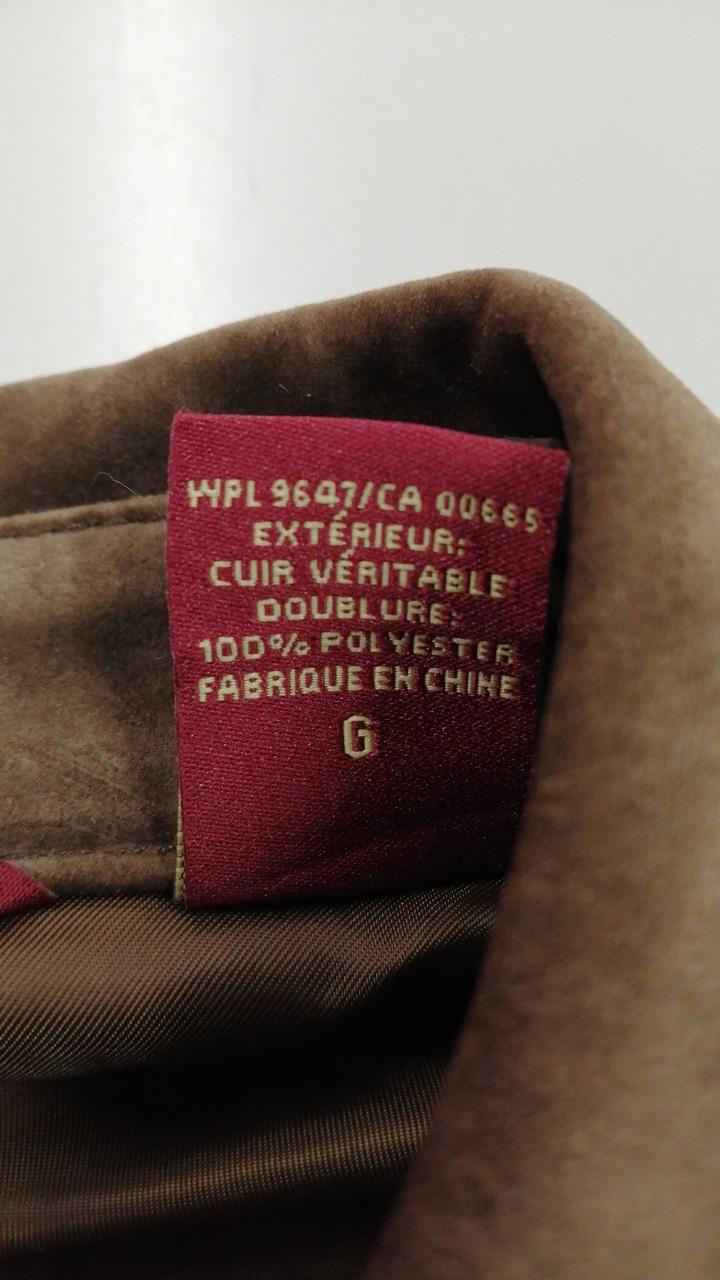 WPL 9647/CA 00665
EXTÉRIEUR:
CUIR VÉRITABLE
DOUBLURE:
100% POLYESTER
FABRIQUE EN CHINE
G